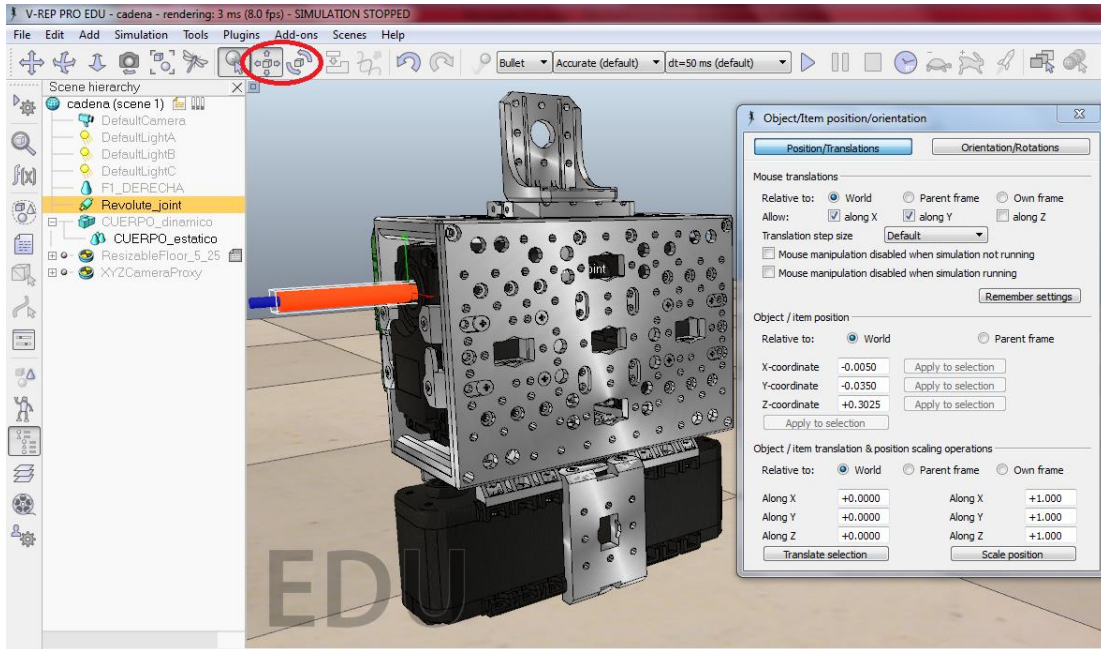 V-REP PRO EDU - cadena - rendering: 3 ms (8.0 fps) - SIMULATION STOPPED
File Edit Add Simulation Tools Plugins Add-ons Scenes Help
Bullet Accurate (default) dt=50 ms (default)
Scene hierarchy
cadena (scene 1)
DefaultCamera
DefaultLightA
DefaultLightB
DefaultLightC
F1_DERECHA
Revolute_joint
CUERPO_dinamico
CUERPO_estatico
ResizableFloor_5_25
XYZCameraProxy
f(x)
EDU
Object/Item position/orientation
Position/Translations Orientation/Rotations
Mouse translations
Relative to: World Parent frame Own frame
Allow: along X along Y along Z
Translation step size Default
Mouse manipulation disabled when simulation not running
Mouse manipulation disabled when simulation running
Remember settings
Object / item position
Relative to: World Parent frame
X-coordinate -0.0050 Apply to selection
Y-coordinate -0.0350 Apply to selection
Z-coordinate +0.3025
Apply to selection
Object / item translation & position scaling operations
Relative to: World Parent frame Own frame
Along X +0.0000 Along X +1.000
Along Y +0.0000 Along Y +1.000
Along Z +0.0000 Along Z +1.000
Translate selection Scale position